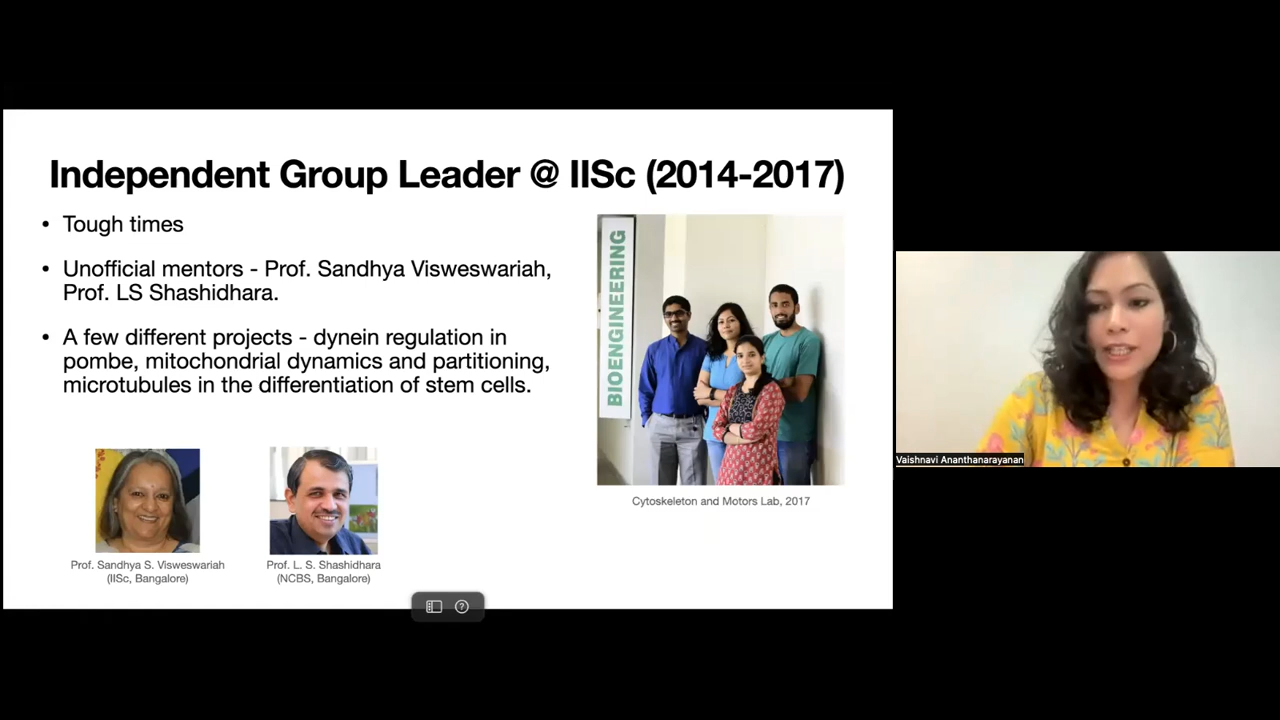 Independent Group Leader @ IISc (2014-2017)
• Tough times
• Unofficial mentors - Prof. Sandhya Visweswariah,
Prof. LS Shashidhara.
• A few different projects - dynein regulation in
pombe, mitochondrial dynamics and partitioning,
microtubules in the differentiation of stem cells.
BIOENGINEERING
Cytoskeleton and Motors Lab, 2017
Prof. Sandhya S. Visweswariah
(IISc, Bangalore)
Prof. L. S. Shashidhara
(NCBS, Bangalore)
Vaishnavi Ananthanarayanan